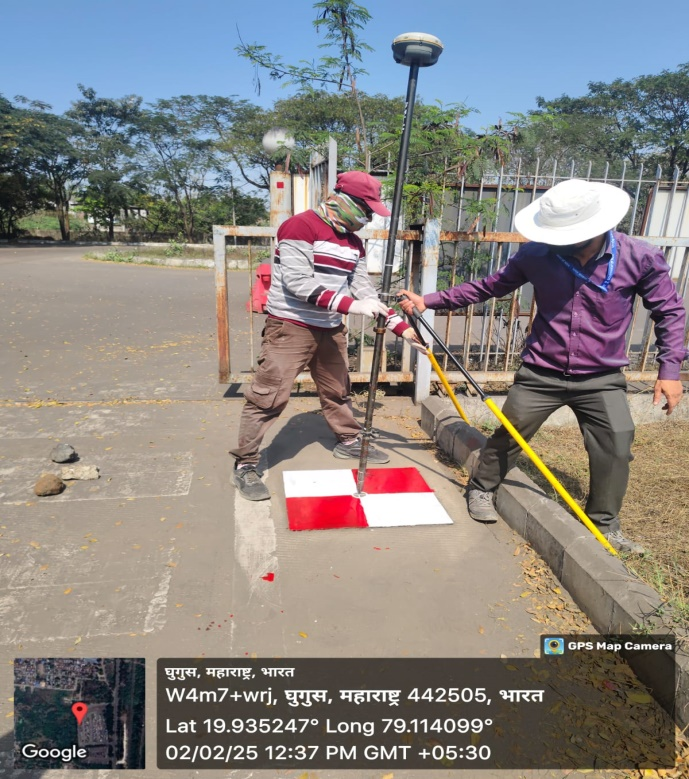 GPS Map Camera
घुगुस, महाराष्ट्र, भारत
W4m7+wrj, घुगुस, महाराष्ट्र 442505, भारत
Lat 19.935247° Long 79.114099°
02/02/25 12:37 PM GMT +05:30
Google